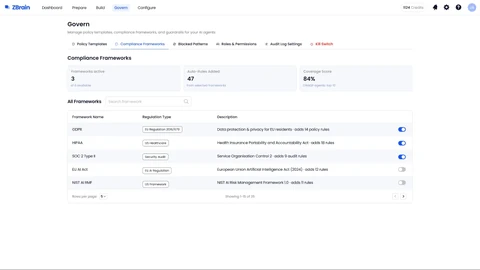 ZBrain
Dashboard Prepare Build Govern Configure
Credits
Govern
Manage policy templates, compliance frameworks, and guardrails for your AI agents
Policy Templates Compliance Frameworks Blocked Patterns Roles & Permissions Audit Log Settings Kill Switch
Compliance Frameworks
Frameworks Active
3
Auto-Rules Added
47
Coverage Score
84%
All Frameworks Search framework
Framework Name Regulation Type Description
GDPR EU Regulation 2016/679 Data protection & privacy for EU residents · adds 14 policy rules
HIPAA US Healthcare Health Insurance Portability and Accountability Act · adds 18 rules
SOC 2 Type II Security Audit Service Organisation Control 2 · adds 9 audit rules
EU AI Act EU AI Regulation European Union Artificial Intelligence Act (2024) · adds 12 rules
NIST AI RMF US Framework NIST AI Risk Management Framework 1.0 · adds 11 rules
Rows per page 5